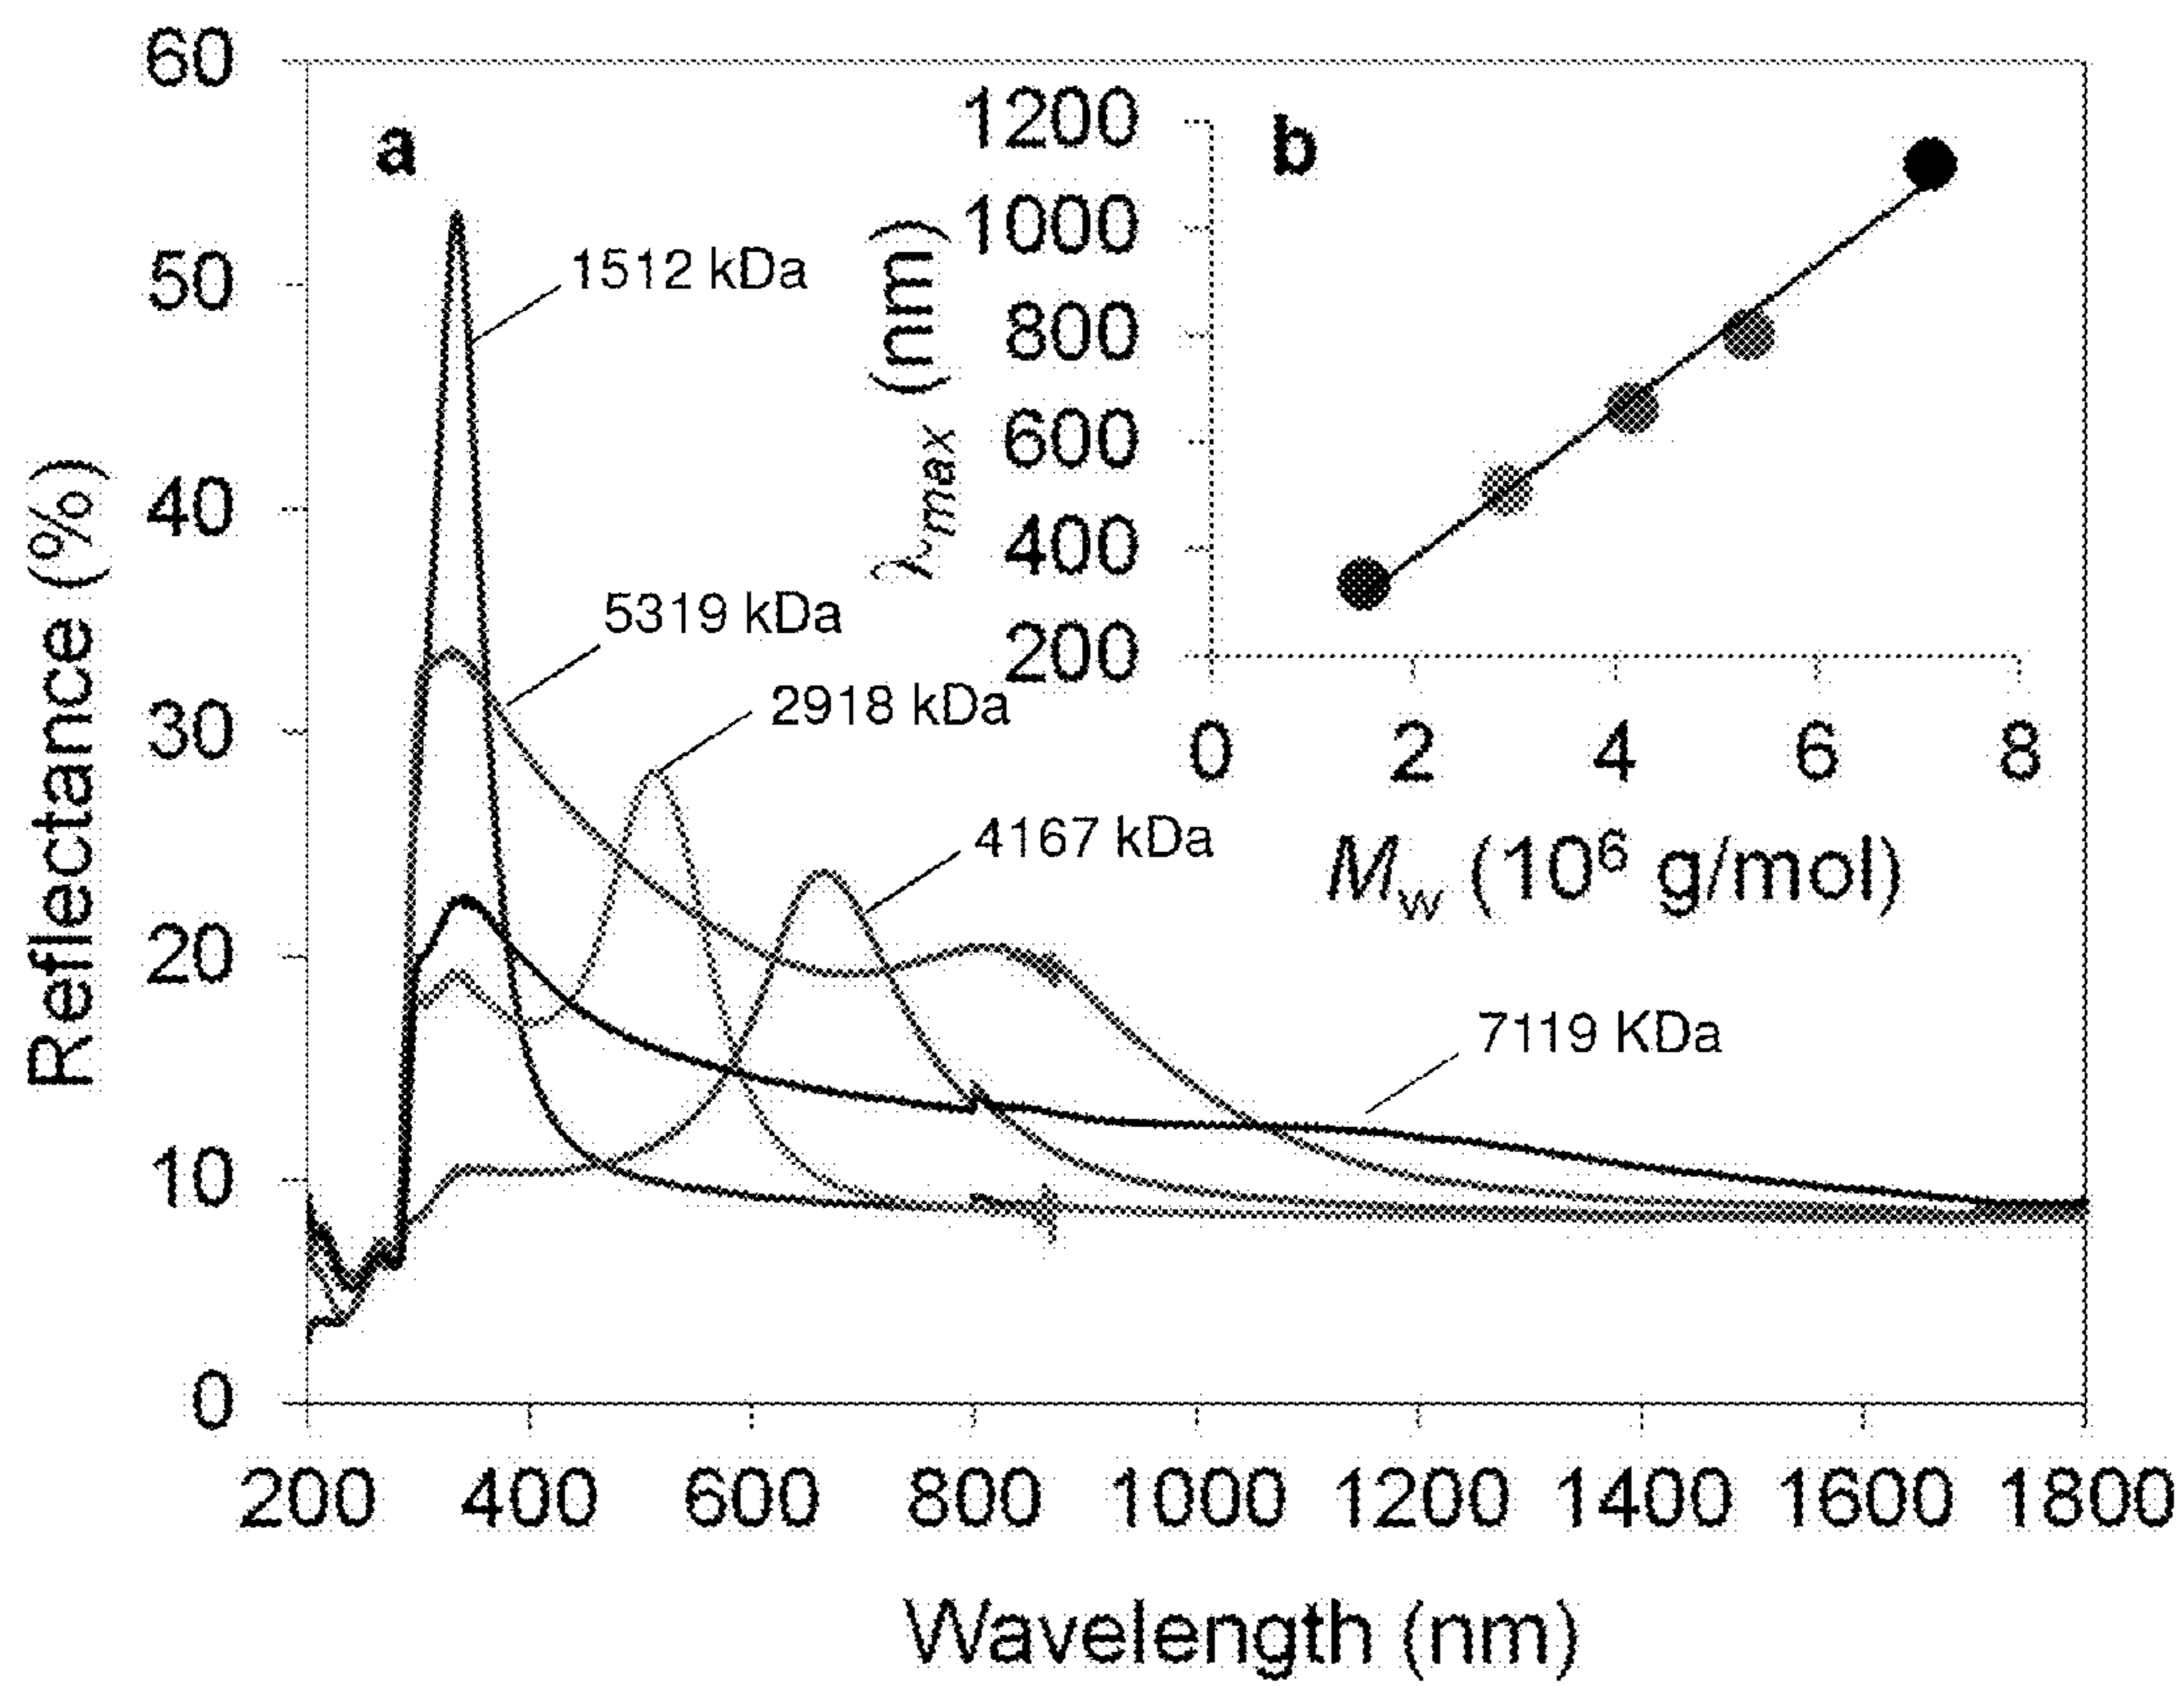 60
50
40
30
20
10
0
Reflectance (%)
200 400 600 800 1000 1200 1400 1600 1800
Wavelength (nm)
a
1512 kDa
5319 kDa
2918 kDa
4167 kDa
7119 KDa
b
1200
1000
800
600
400
200
λmax (nm)
0 2 4 6 8
Mw (10⁶ g/mol)